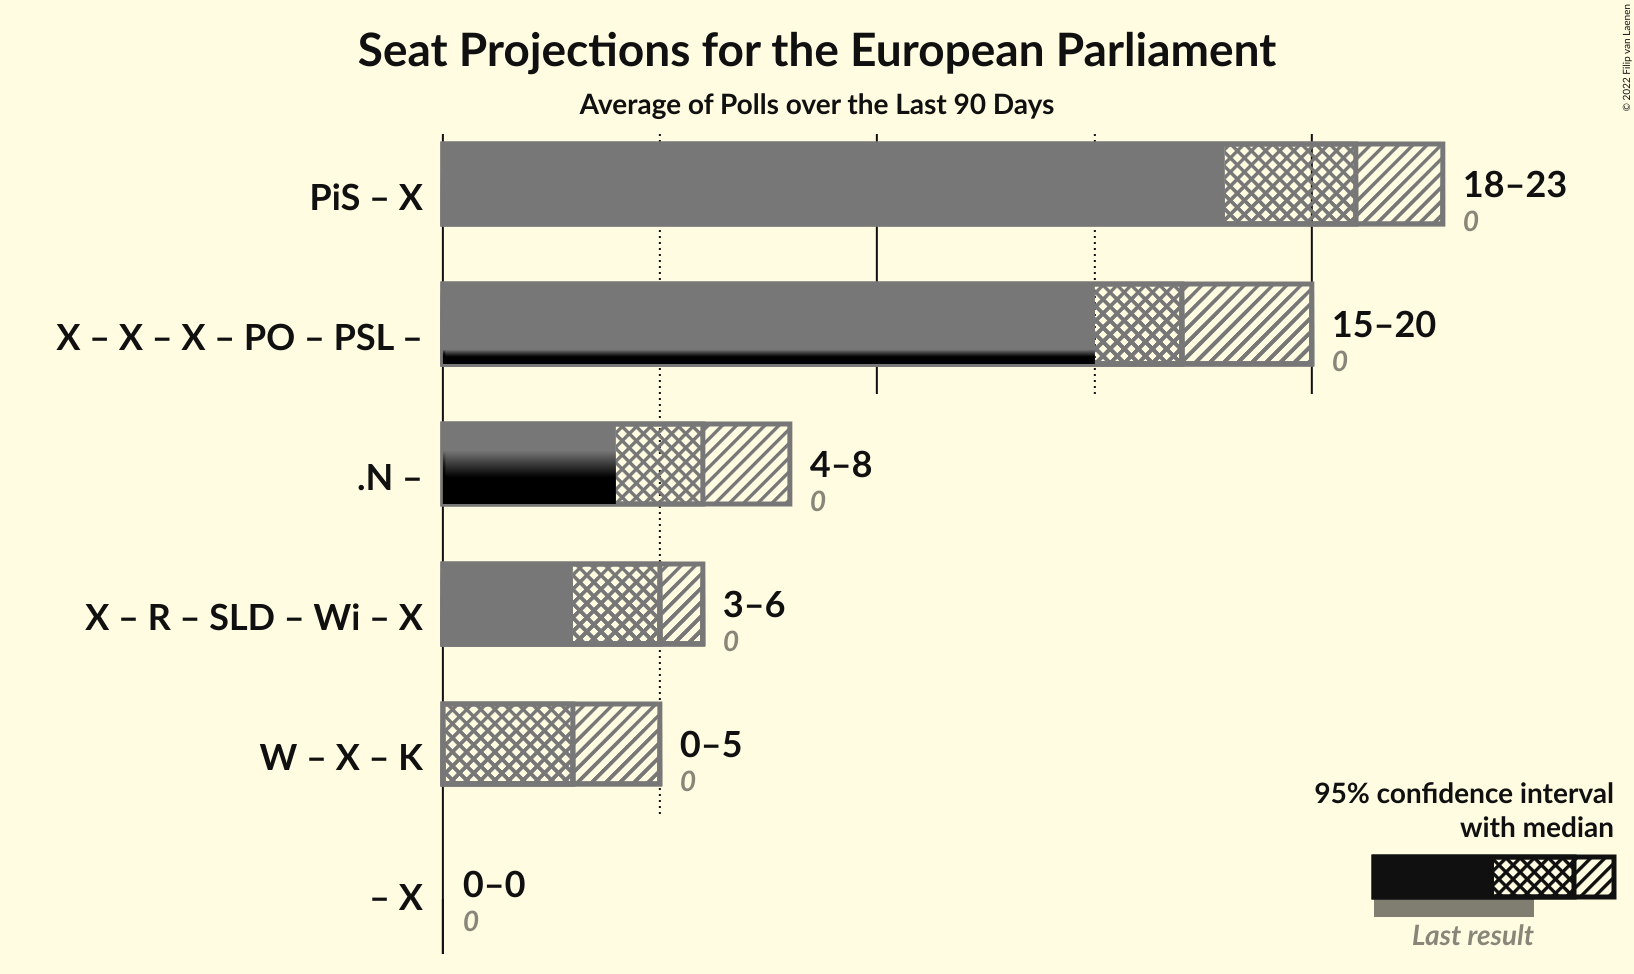 Seat Projections for the European Parliament
Average of Polls over the Last 90 Days
© 2022 Filip van Laenen
PiS – X
18–23
0
X – X – X – PO – PSL –
15–20
0
.N –
4–8
0
X – R – SLD – Wi – X
3–6
0
W – X – K
0–5
0
– X
0–0
0
95% confidence interval
with median
Last result